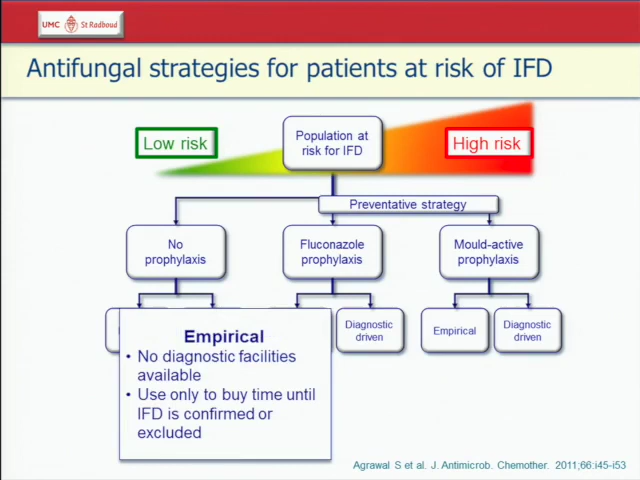 UMC St Radboud
Antifungal strategies for patients at risk of IFD
Low risk
Population at
risk for IFD
High risk
Preventative strategy
No
prophylaxis
Fluconazole
prophylaxis
Mould-active
prophylaxis
Diagnostic
driven
Empirical
Diagnostic
driven
Empirical
• No diagnostic facilities
available
• Use only to buy time until
IFD is confirmed or
excluded
Agrawal S et al. J. Antimicrob. Chemother. 2011;66:i45-i53